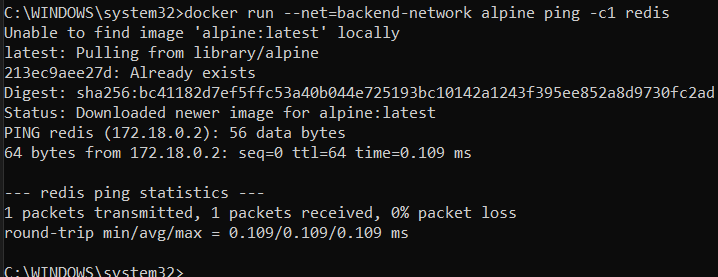 C:\WINDOWS\system32>docker run --net=backend-network alpine ping -c1 redis
Unable to find image 'alpine:latest' locally
latest: Pulling from library/alpine
213ec9aee27d: Already exists
Digest: sha256:bc41182d7ef5ffc53a40b044e725193bc10142a1243f395ee852a8d9730fc2ad
Status: Downloaded newer image for alpine:latest
PING redis (172.18.0.2): 56 data bytes
64 bytes from 172.18.0.2: seq=0 ttl=64 time=0.109 ms
--- redis ping statistics ---
1 packets transmitted, 1 packets received, 0% packet loss
round-trip min/avg/max = 0.109/0.109/0.109 ms
C:\WINDOWS\system32>